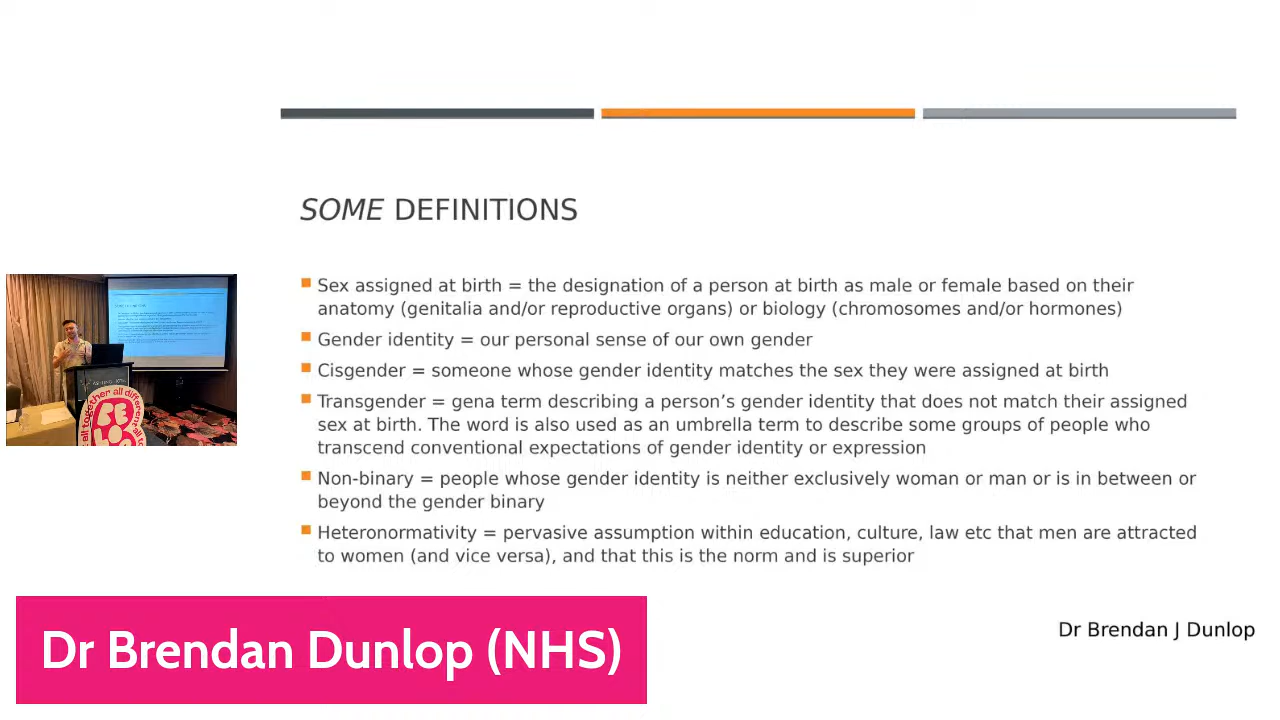 SOME DEFINITIONS
Sex assigned at birth = the designation of a person at birth as male or female based on their
anatomy (genitalia and/or reproductive organs) or biology (chromosomes and/or hormones)
Gender identity = our personal sense of our own gender
Cisgender = someone whose gender identity matches the sex they were assigned at birth
Transgender = gena term describing a person’s gender identity that does not match their assigned
sex at birth. The word is also used as an umbrella term to describe some groups of people who
transcend conventional expectations of gender identity or expression
Non-binary = people whose gender identity is neither exclusively woman or man or is in between or
beyond the gender binary
Heteronormativity = pervasive assumption within education, culture, law etc that men are attracted
to women (and vice versa), and that this is the norm and is superior
Dr Brendan J Dunlop
Dr Brendan Dunlop (NHS)
all together all different